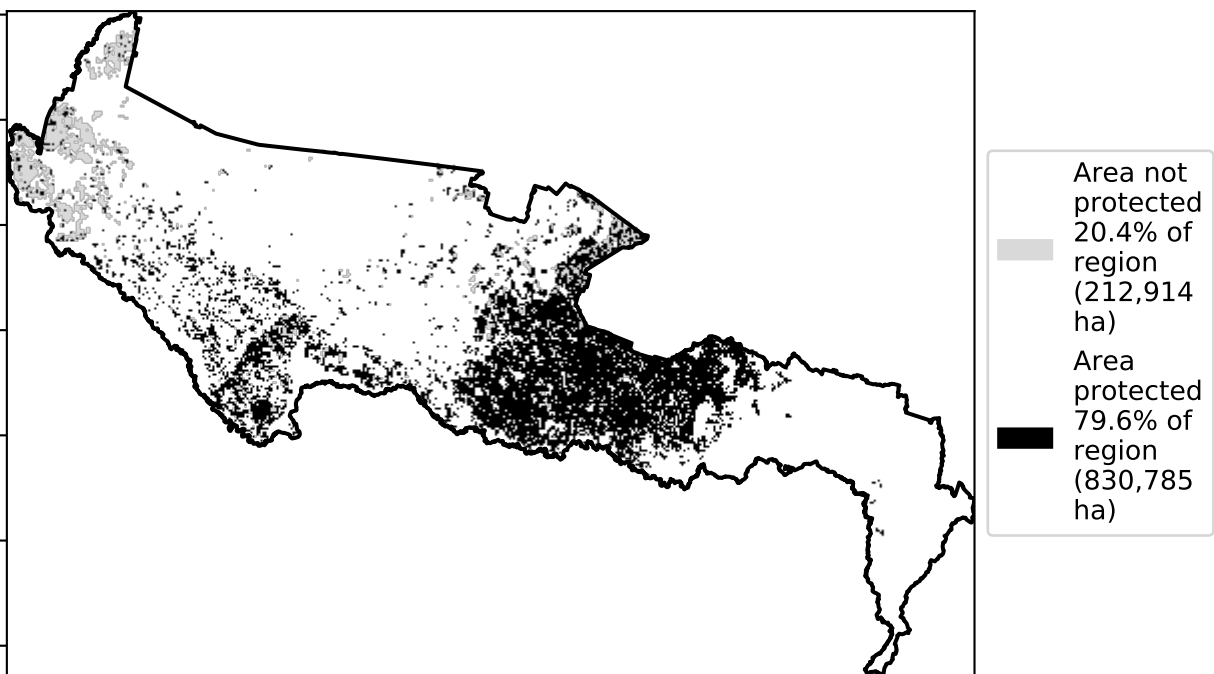 Area not
protected
20.4% of
region
(212,914
ha)
Area
protected
79.6% of
region
(830,785
ha)